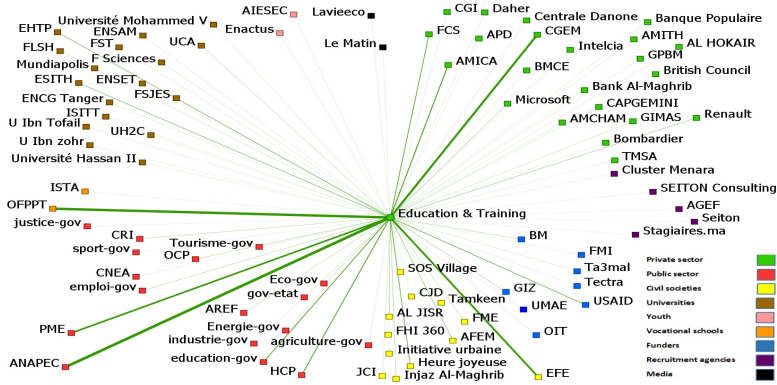 AIESEC
Lavieeco
CGI
Daher
Université Mohammed V
Centrale Danone
Banque Populaire
EHTP
ENSAM
Enactus
FCS
APD
CGEM
AMITH
FLSH
FST
UCA
Le Matin
Intelcia
AL HOKAIR
Mundiapolis
F Sciences
AMICA
BMCE
GPBM
British Council
ESITH
ENSET
FSJES
Bank Al-Maghrib
ENCG Tanger
Microsoft
CAPGEMINI
ISITT
AMCHAM
GIMAS
Renault
U Ibn Tofail
UH2C
U Ibn zohr
Bombardier
Université Hassan II
TMSA
Cluster Menara
ISTA
SEITON Consulting
OFPPT
Education & Training
AGEF
justice-gov
Seiton
CRI
Stagiaires.ma
sport-gov
Tourisme-gov
BM
OCP
FMI
CNEA
SOS Village
Ta3mal
emploi-gov
Eco-gov
Tectra
gov-etat
CJD
GIZ
Tamkeen
USAID
AREF
AL JISR
UMAE
PME
Energie-gov
FHI 360
FME
OIT
industrie-gov
agriculture-gov
AFEM
education-gov
Initiative urbaine
ANAPEC
Heure joyeuse
HCP
JCI
Injaz Al-Maghrib
EFE
Private sector
Public sector
Civil societies
Universities
Youth
Vocational schools
Funders
Recruitment agencies
Media